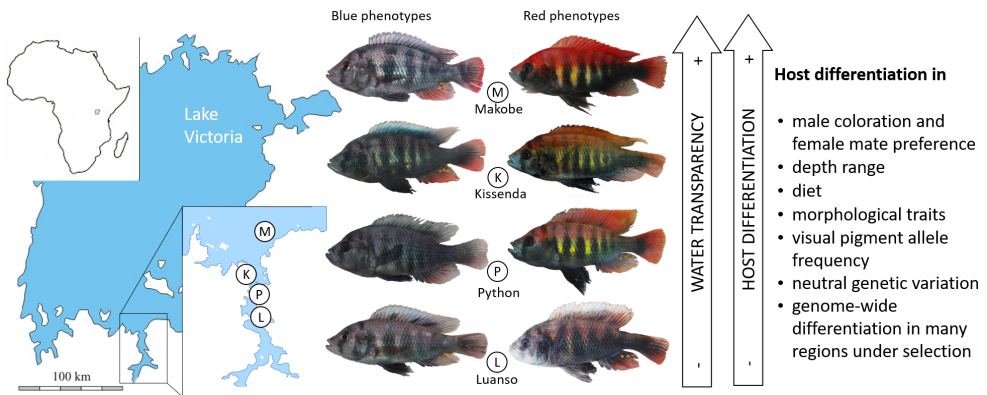 Blue phenotypes
Red phenotypes
Lake
Victoria
M
K
P
L
100 km
M
Makobe
K
Kissenda
P
Python
L
Luanso
+
WATER TRANSPARENCY
-
+
HOST DIFFERENTIATION
-
Host differentiation in
• male coloration and
female mate preference
• depth range
• diet
• morphological traits
• visual pigment allele
frequency
• neutral genetic variation
• genome-wide
differentiation in many
regions under selection